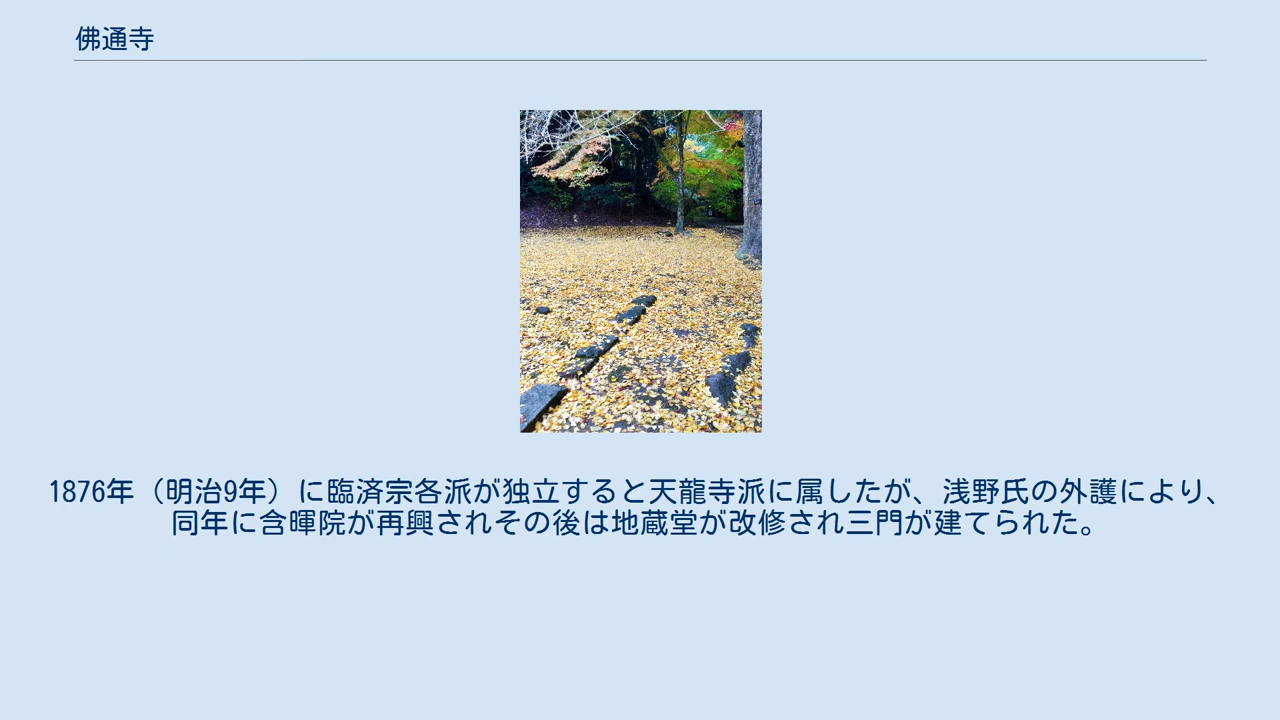 佛通寺
1876年（明治9年）に臨済宗各派が独立すると天龍寺派に属したが、浅野氏の外護により、
同年に含暉院が再興されその後は地蔵堂が改修され三門が建てられた。